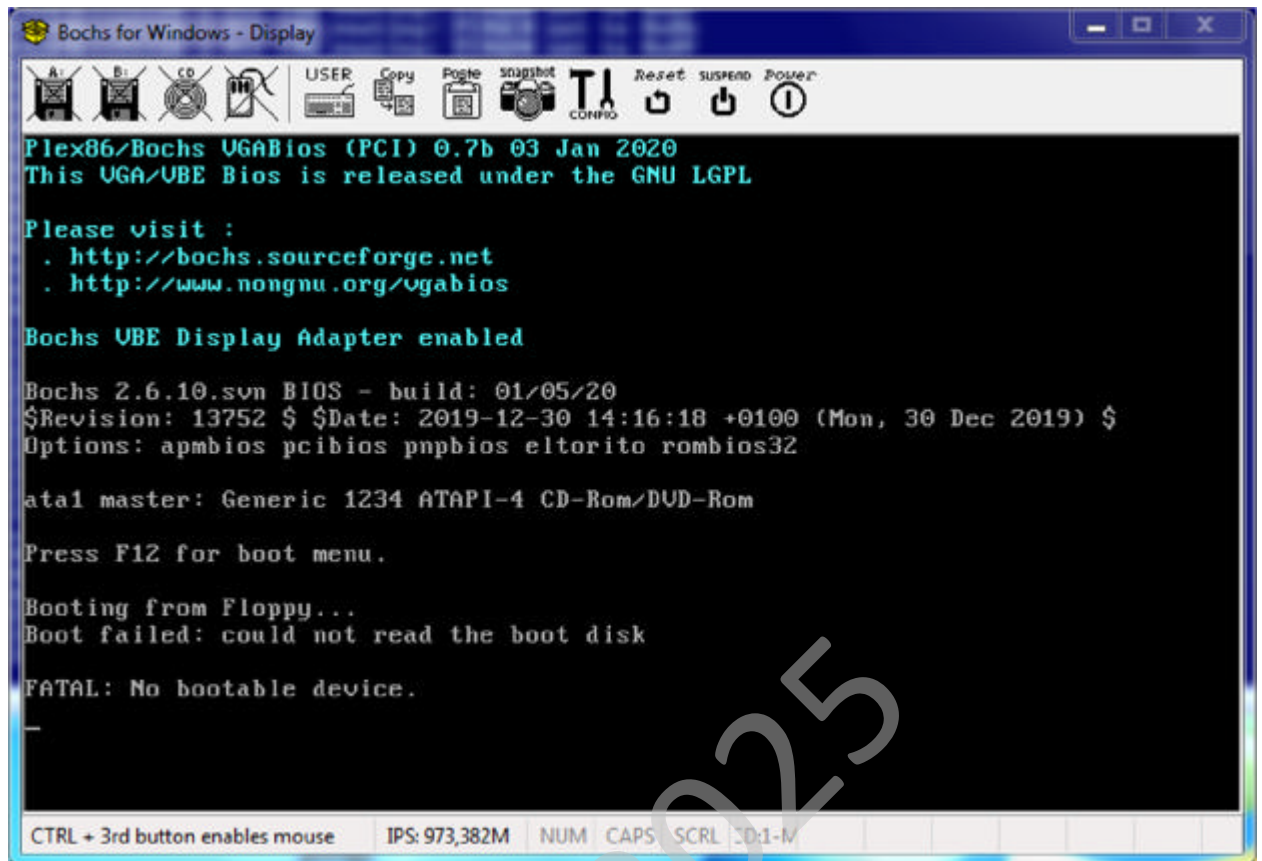 Bochs for Windows - Display
A: B: CD USER Copy Paste snapshot CONFIG Reset SUSPEND Power
Plex86/Bochs VGABios (PCI) 0.7b 03 Jan 2020
This VGA/VBE Bios is released under the GNU LGPL
Please visit :
. http://bochs.sourceforge.net
. http://www.nongnu.org/vgabios
Bochs VBE Display Adapter enabled
Bochs 2.6.10.svn BIOS - build: 01/05/20
$Revision: 13752 $ $Date: 2019-12-30 14:16:18 +0100 (Mon, 30 Dec 2019) $
Options: apmbios pcibios pnpbios eltorito rombios32
ata1 master: Generic 1234 ATAPI-4 CD-Rom/DVD-Rom
Press F12 for boot menu.
Booting from Floppy...
Boot failed: could not read the boot disk
FATAL: No bootable device.
_
CTRL + 3rd button enables mouse IPS: 973,382M NUM CAPS SCRL